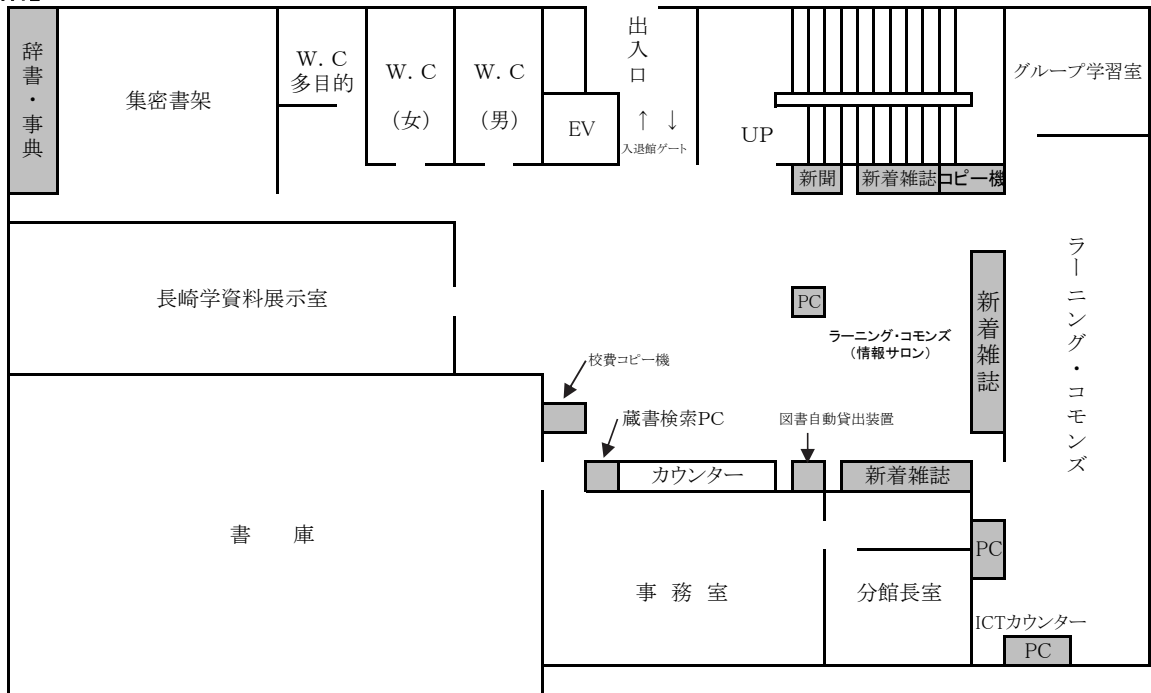 辞書・事典
集密書架
W. C
多目的
W. C
(女)
W. C
(男)
EV
出入口
↑ ↓
入退館ゲート
UP
新聞
新着雑誌
コピー機
グループ学習室
ラーニング・コモンズ
長崎学資料展示室
PC
ラーニング・コモンズ
(情報サロン)
新着雑誌
校費コピー機
蔵書検索PC
図書自動貸出装置
カウンター
新着雑誌
書 庫
事 務 室
分館長室
PC
ICTカウンター
PC